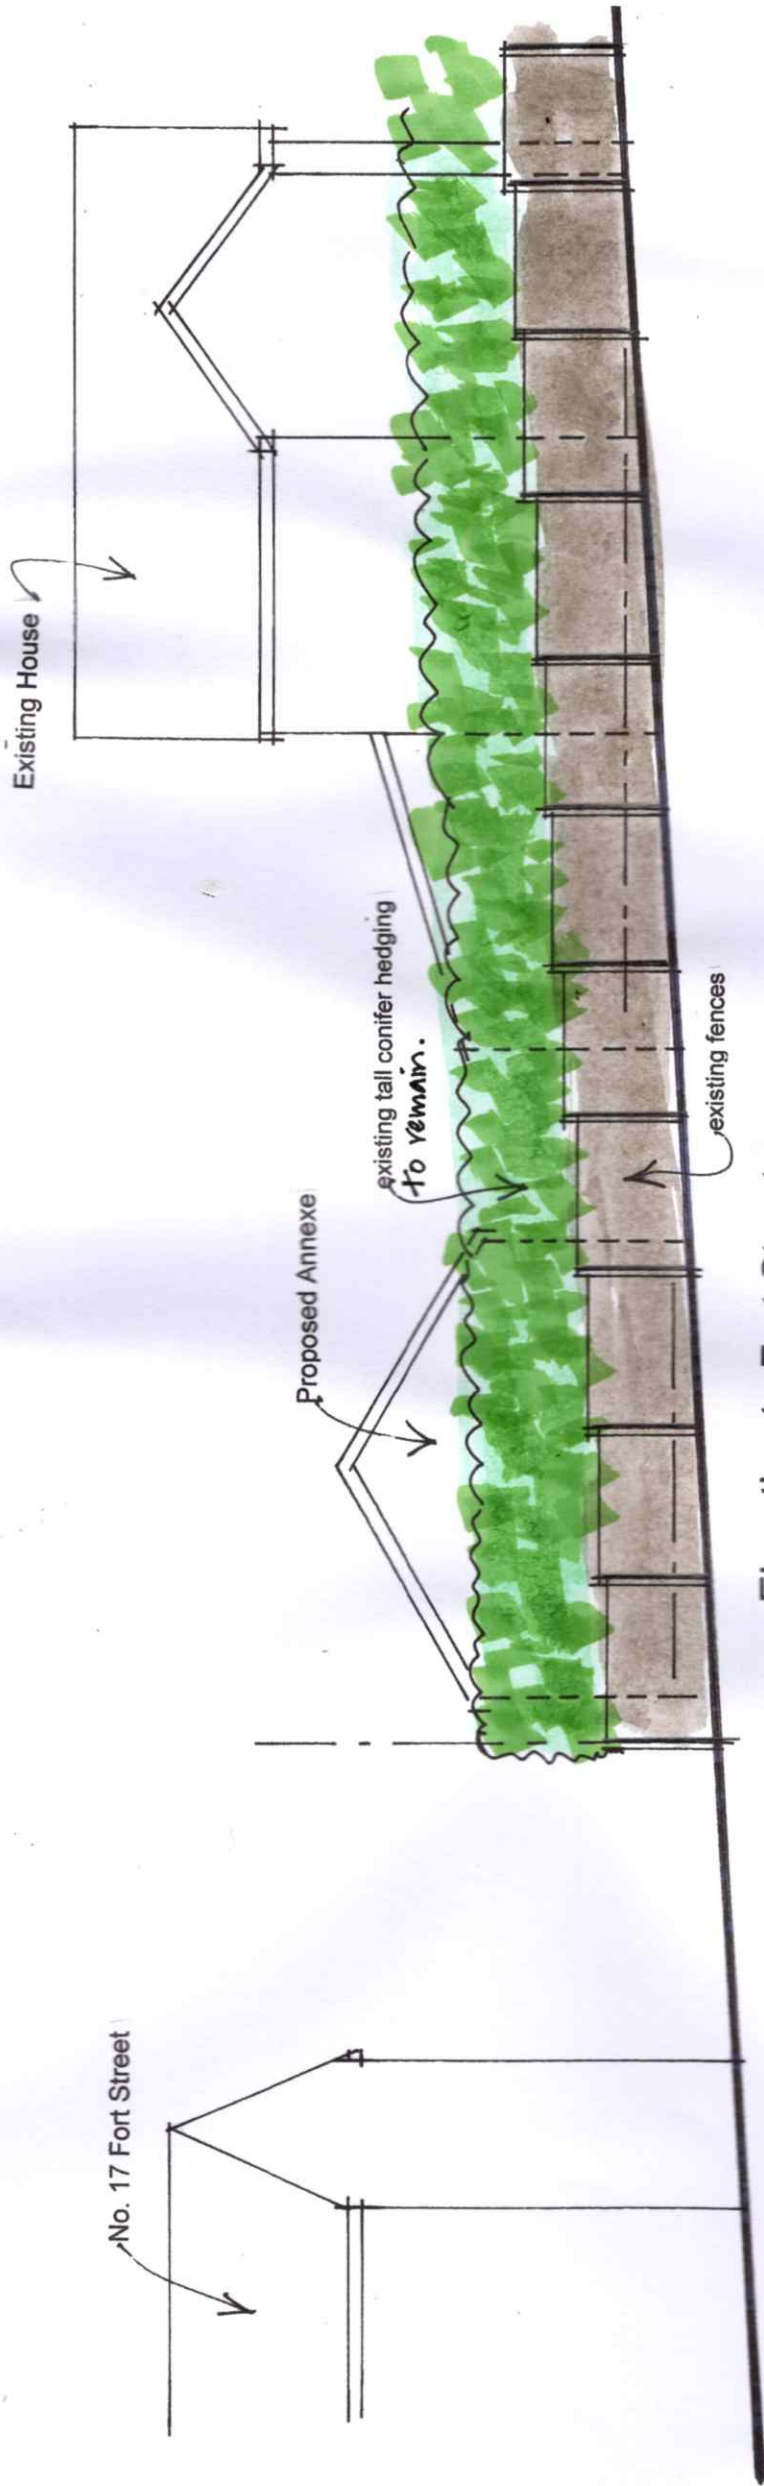 No. 17 Fort Street
Proposed Annexe
existing tall conifer hedging
to remain.
Existing House
existing fences